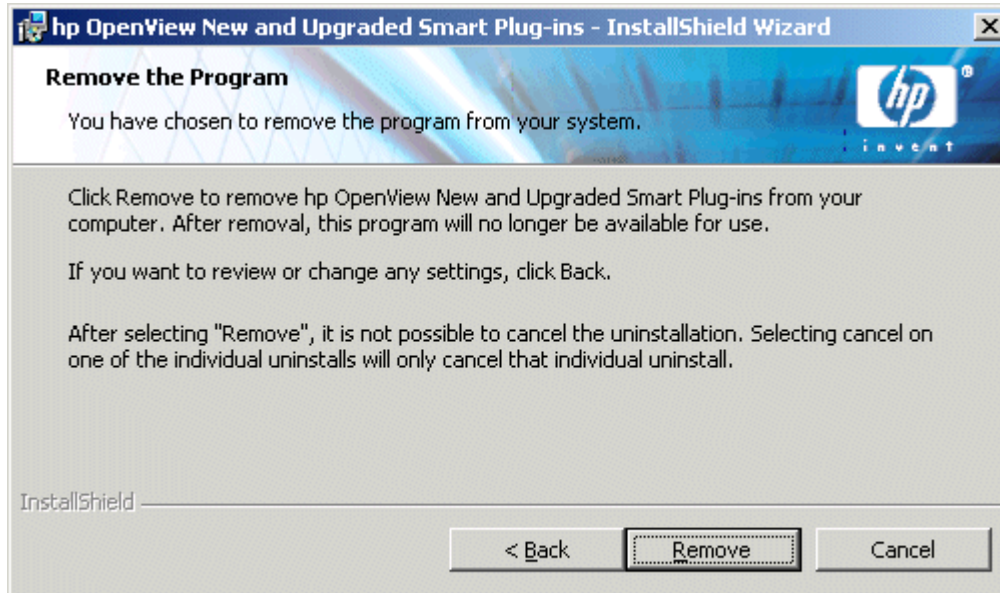 hp OpenView New and Upgraded Smart Plug-ins - InstallShield Wizard
Remove the Program
You have chosen to remove the program from your system.
hp
®
invent
Click Remove to remove hp OpenView New and Upgraded Smart Plug-ins from your
computer. After removal, this program will no longer be available for use.
If you want to review or change any settings, click Back.
After selecting "Remove", it is not possible to cancel the uninstallation. Selecting cancel on
one of the individual uninstalls will only cancel that individual uninstall.
InstallShield
< Back
Remove
Cancel